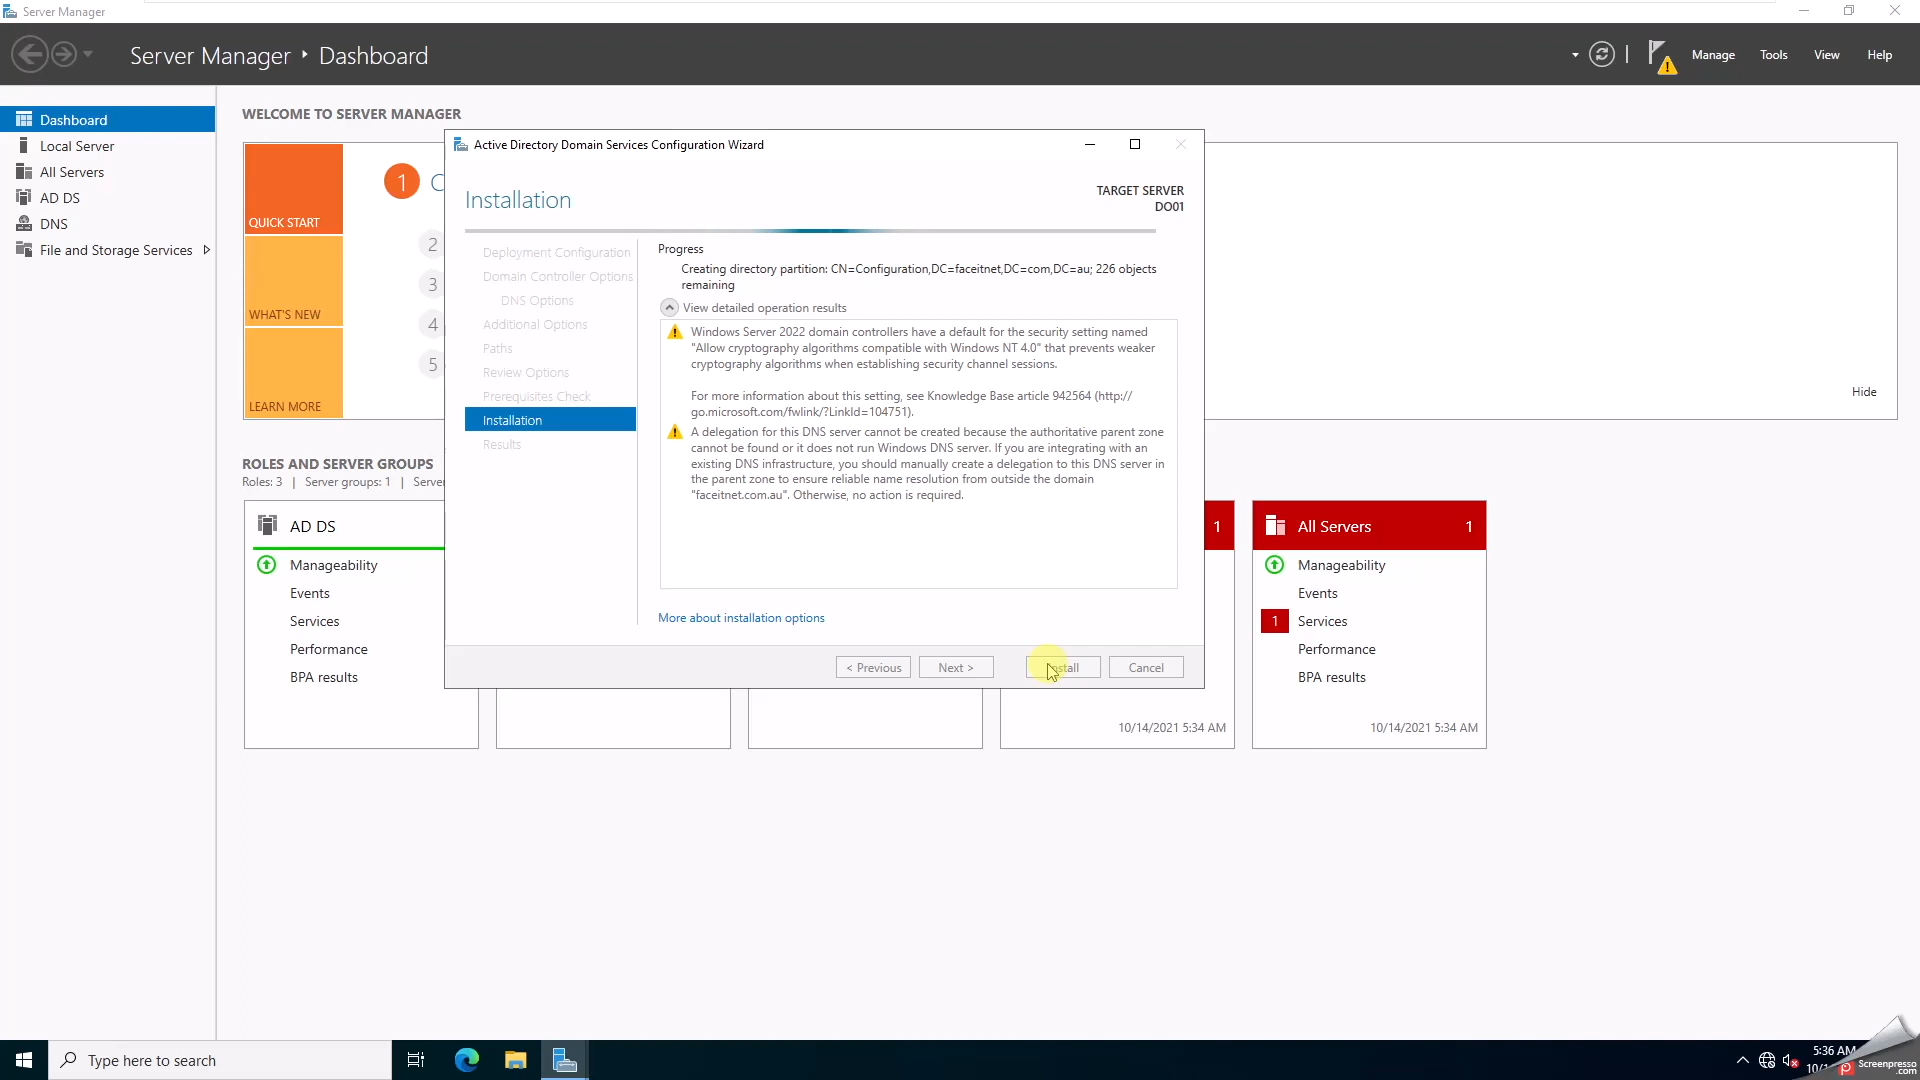 Server Manager
Server Manager ‣ Dashboard
Manage
Tools
View
Help
Dashboard
Local Server
All Servers
AD DS
DNS
File and Storage Services
WELCOME TO SERVER MANAGER
QUICK START
WHAT'S NEW
LEARN MORE
1
C
2
3
4
5
Hide
Active Directory Domain Services Configuration Wizard
Installation
TARGET SERVER
DO01
Deployment Configuration
Domain Controller Options
DNS Options
Additional Options
Paths
Review Options
Prerequisites Check
Installation
Results
Progress
Creating directory partition: CN=Configuration,DC=faceitnet,DC=com,DC=au; 226 objects
remaining
View detailed operation results
Windows Server 2022 domain controllers have a default for the security setting named
"Allow cryptography algorithms compatible with Windows NT 4.0" that prevents weaker
cryptography algorithms when establishing security channel sessions.
For more information about this setting, see Knowledge Base article 942564 (http://
go.microsoft.com/fwlink/?LinkId=104751).
A delegation for this DNS server cannot be created because the authoritative parent zone
cannot be found or it does not run Windows DNS server. If you are integrating with an
existing DNS infrastructure, you should manually create a delegation to this DNS server in
the parent zone to ensure reliable name resolution from outside the domain
"faceitnet.com.au". Otherwise, no action is required.
More about installation options
< Previous
Next >
Install
Cancel
ROLES AND SERVER GROUPS
Roles: 3 | Server groups: 1 |
AD DS
Manageability
Events
Services
Performance
BPA results
1
10/14/2021 5:34 AM
All Servers 1
Manageability
Events
1 Services
Performance
BPA results
10/14/2021 5:34 AM
Type here to search
5:36 AM
Screenpresso
.com